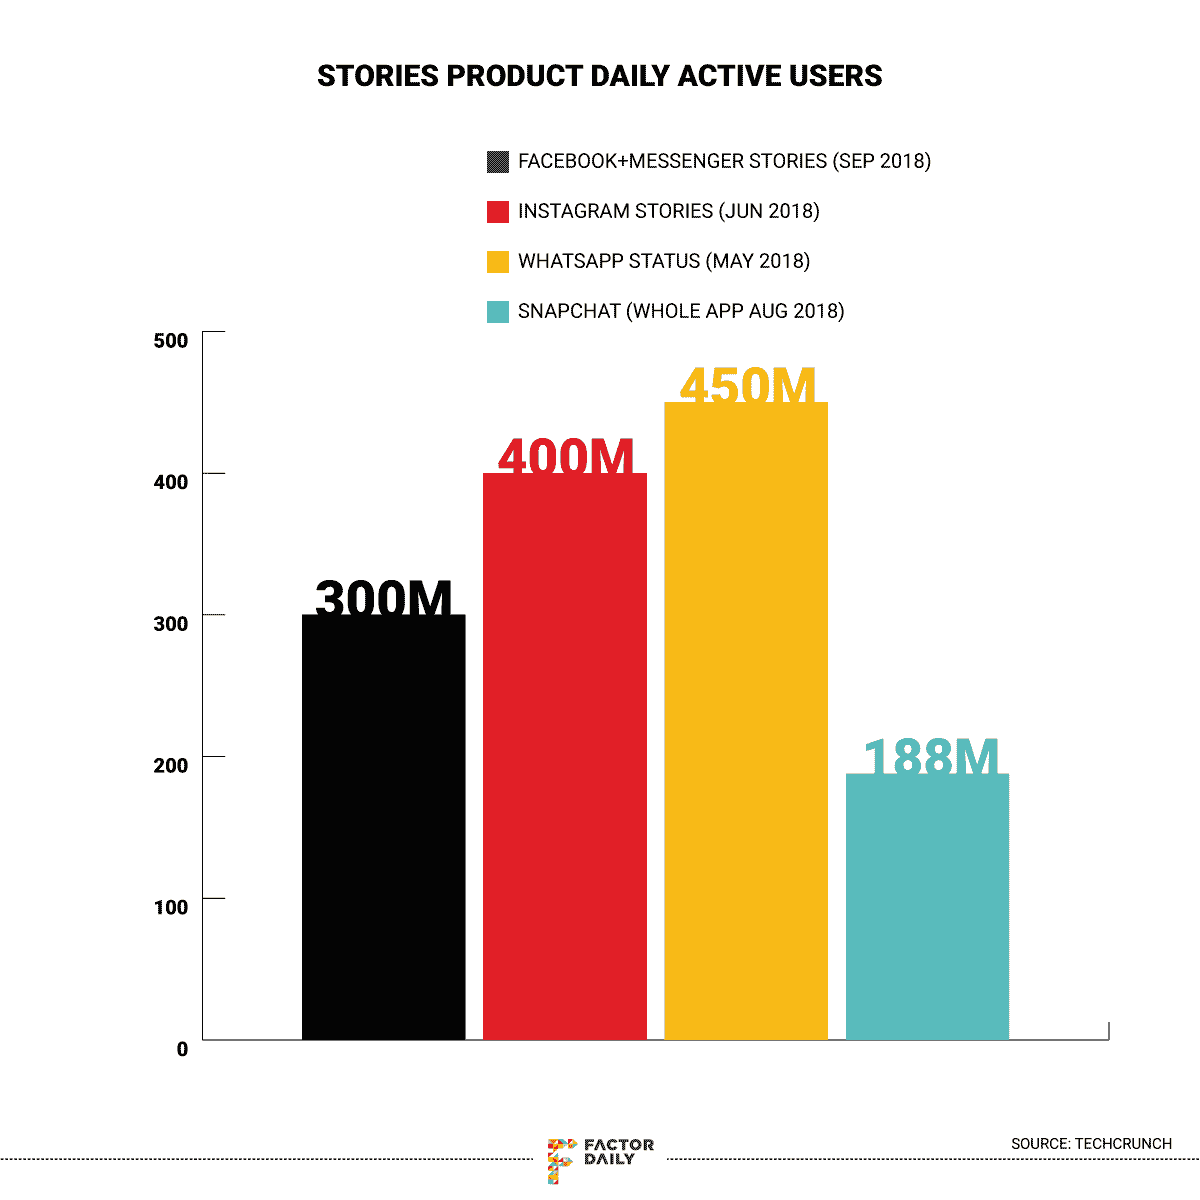 STORIES PRODUCT DAILY ACTIVE USERS
FACEBOOK+MESSENGER STORIES (SEP 2018)
INSTAGRAM STORIES (JUN 2018)
WHATSAPP STATUS (MAY 2018)
SNAPCHAT (WHOLE APP AUG 2018)
500
400
300
200
100
0
300M
400M
450M
188M
FACTOR
DAILY
SOURCE: TECHCRUNCH